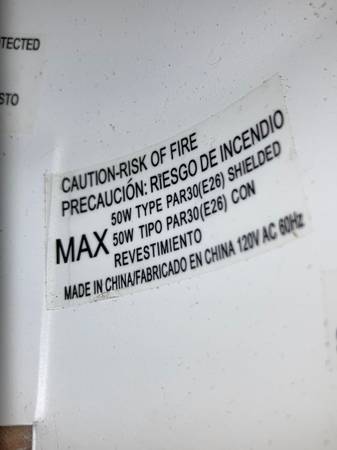 TECTED
STO
CAUTION-RISK OF FIRE
PRECAUCIÓN: RIESGO DE INCENDIO
MAX 50W TYPE PAR30(E26) SHIELDED
50W TIPO PAR30(E26) CON
REVESTIMIENTO
MADE IN CHINA/FABRICADO EN CHINA 120V AC 60Hz